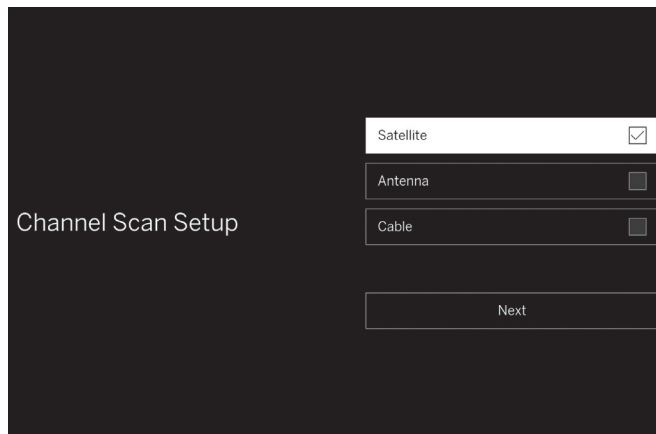 Channel Scan Setup
Satellite
Antenna
Cable
Next